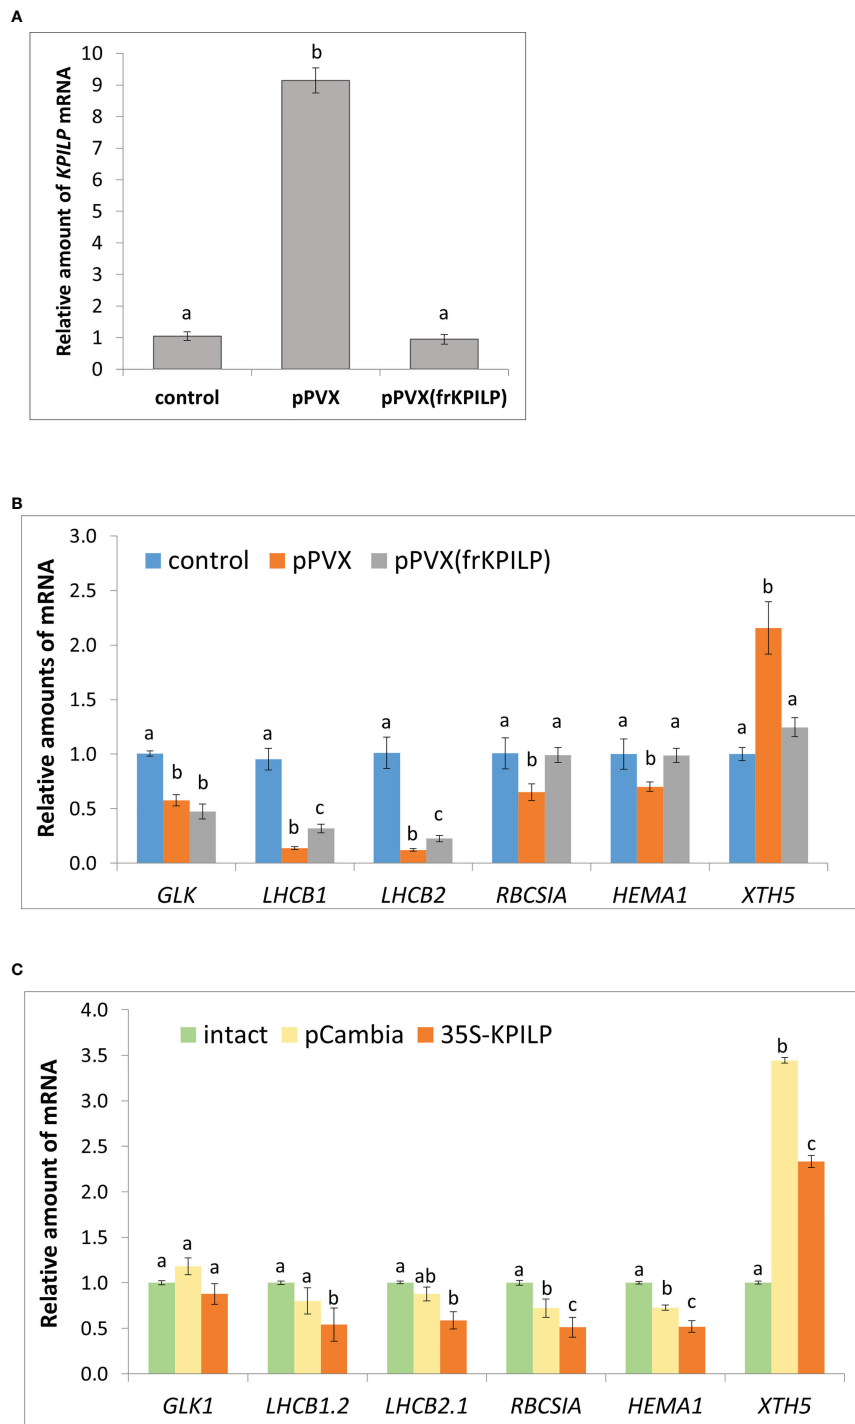 A
Relative amount of KPILP mRNA
10
9
8
7
6
5
4
3
2
1
0
a
b
a
control pPVX pPVX(frKPILP)
B
Relative amounts of mRNA
3.0
2.5
2.0
1.5
1.0
0.5
0.0
control pPVX pPVX(frKPILP)
a b b a b c a b c a b a a b a a b a
GLK LHCB1 LHCB2 RBCSIA HEMA1 XTH5
C
Relative amount of mRNA
4.0
3.5
3.0
2.5
2.0
1.5
1.0
0.5
0.0
intact pCambia 35S-KPILP
a a a a a b a ab b a b c a b c a b c
GLK1 LHCB1.2 LHCB2.1 RBCSIA HEMA1 XTH5